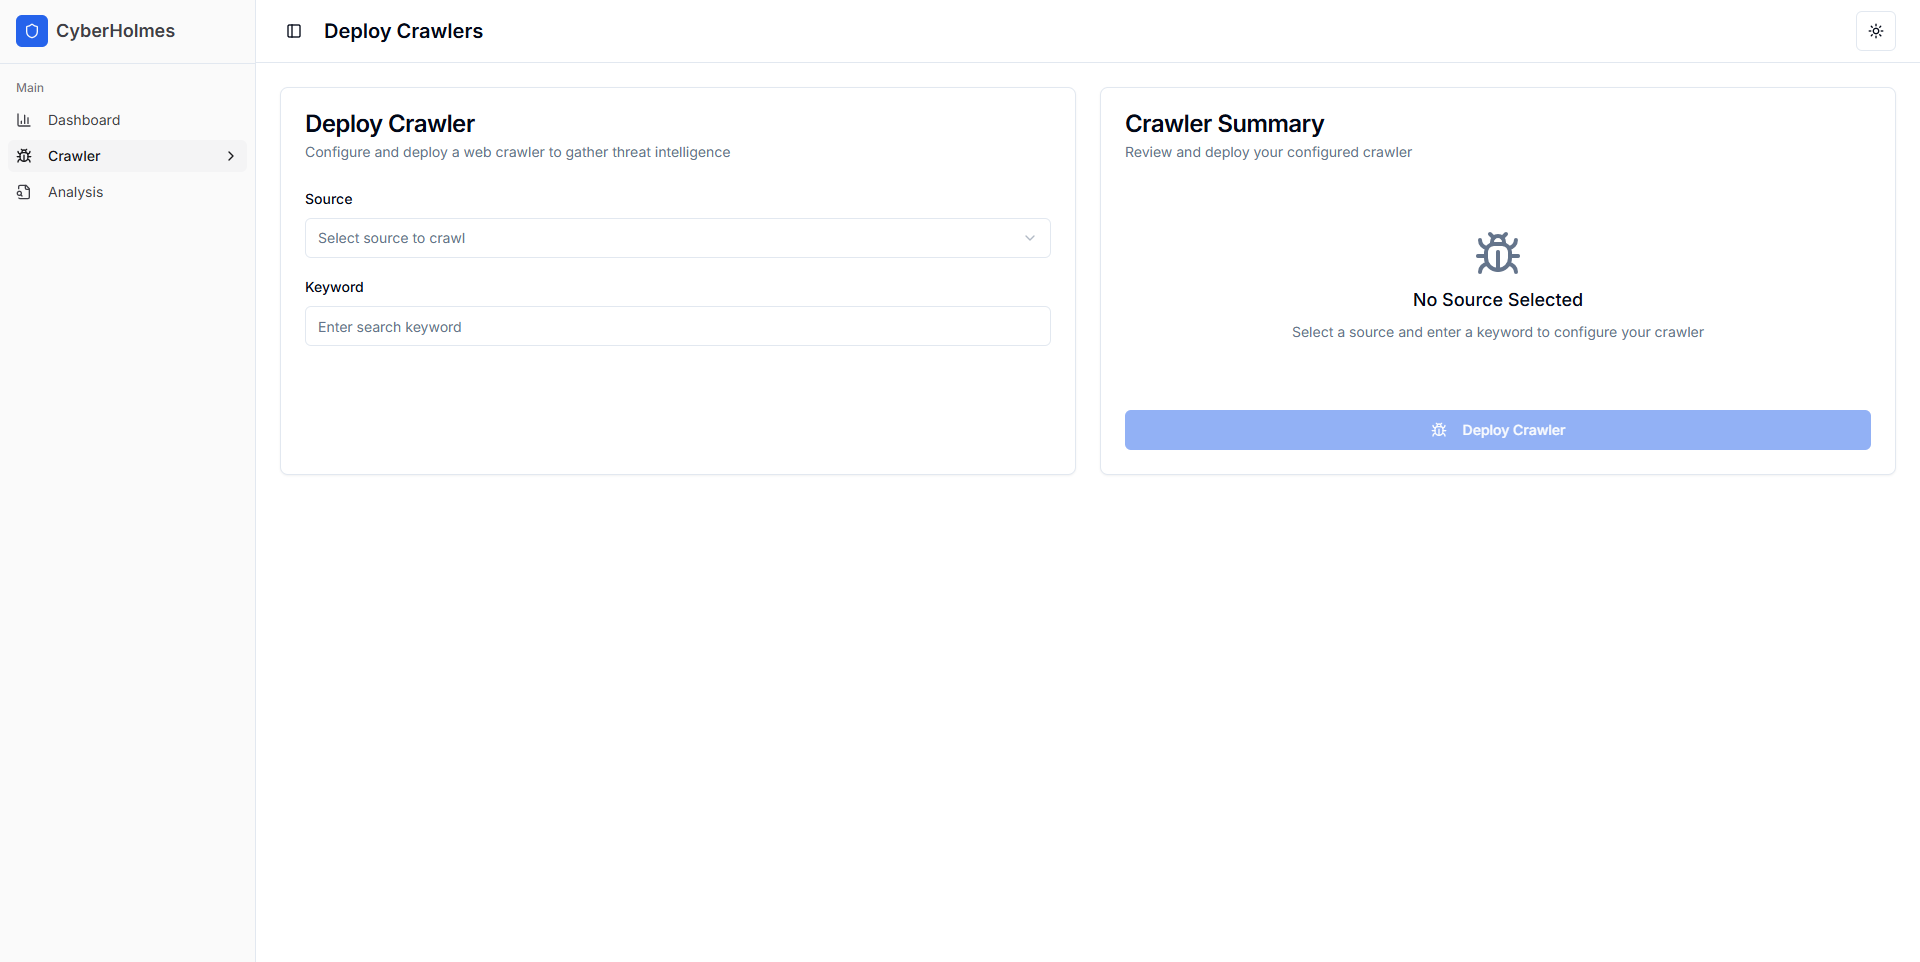 CyberHolmes
Main
Dashboard
Crawler
Analysis
Deploy Crawlers
Deploy Crawler
Configure and deploy a web crawler to gather threat intelligence
Source
Select source to crawl
Keyword
Enter search keyword
Crawler Summary
Review and deploy your configured crawler
No Source Selected
Select a source and enter a keyword to configure your crawler
Deploy Crawler